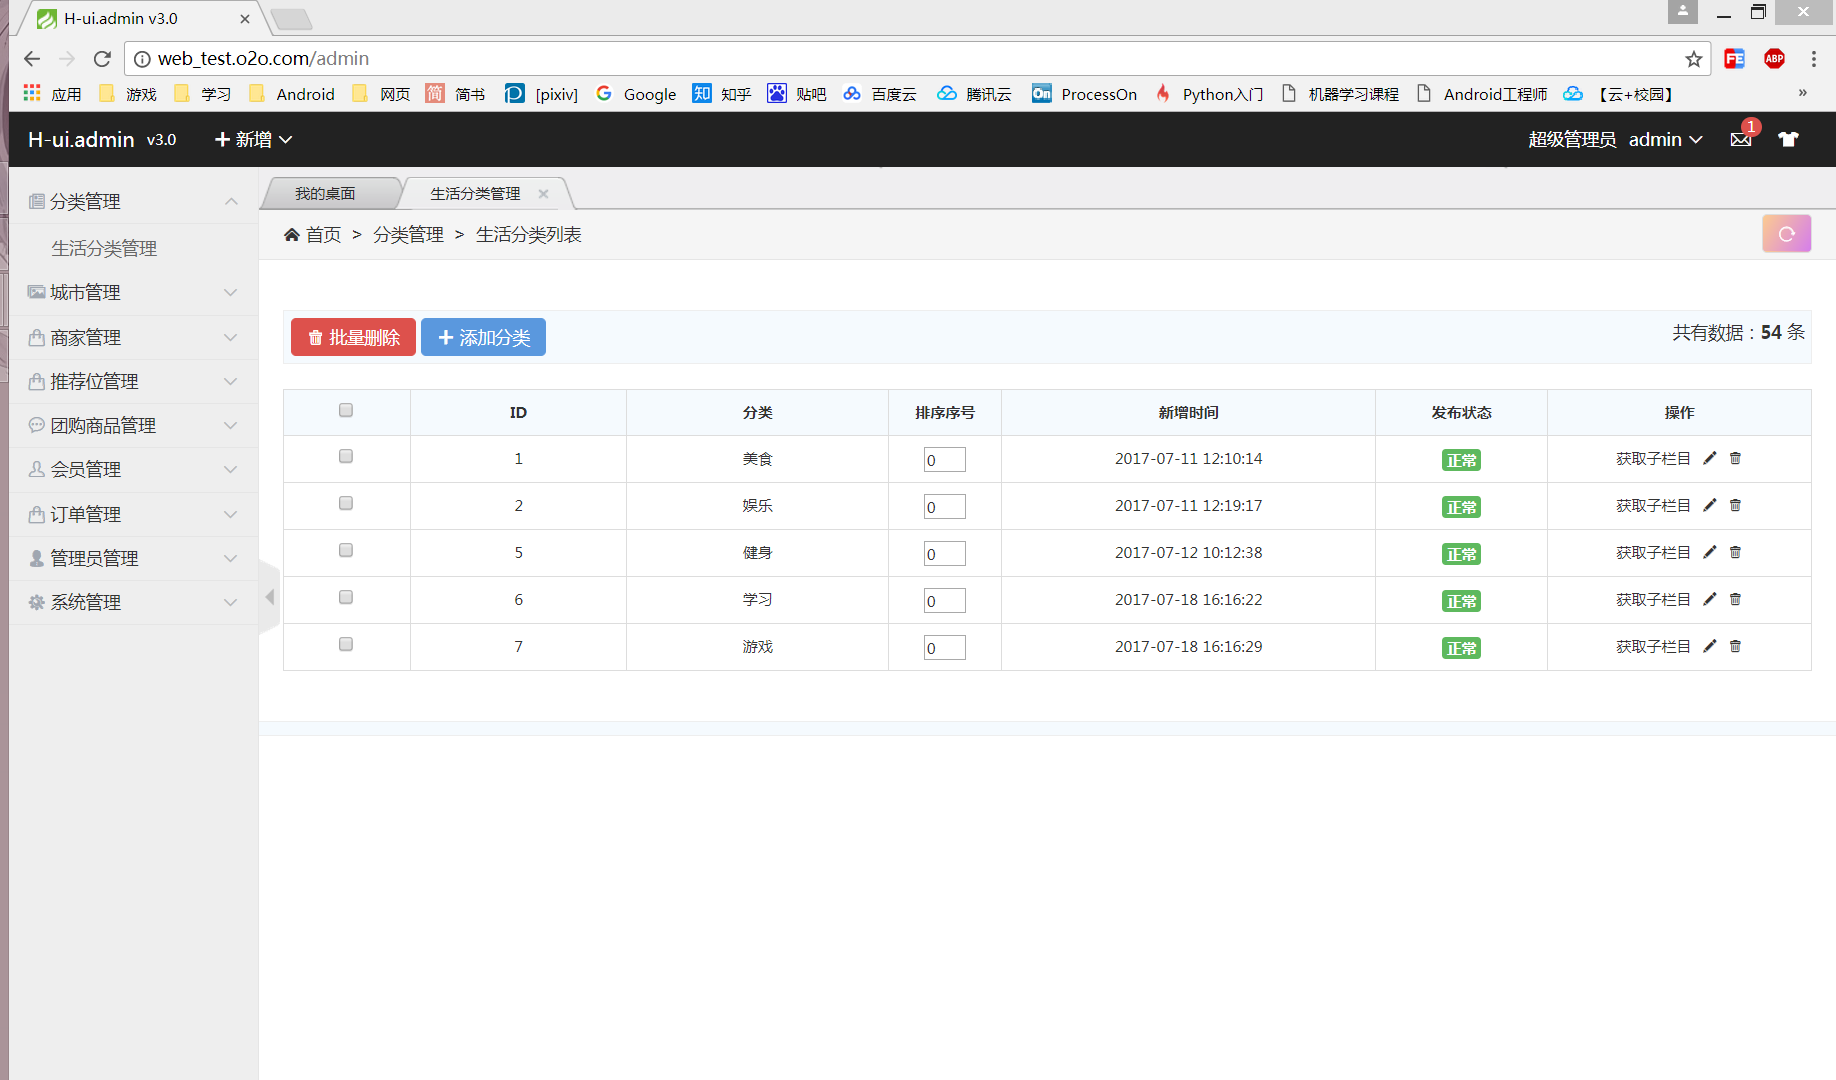 H-ui.admin v3.0
web_test.o2o.com/admin
应用 游戏 学习 Android 网页 简 简书 [pixiv] Google 知 知乎 贴吧 百度云 腾讯云 On ProcessOn Python入门 机器学习课程 Android工程师 【云+校园】 »
FE ABP
H-ui.admin v3.0 新增 超级管理员 admin 1
分类管理
生活分类管理
城市管理
商家管理
推荐位管理
团购商品管理
会员管理
订单管理
管理员管理
系统管理
我的桌面 生活分类管理
首页 > 分类管理 > 生活分类列表
批量删除 添加分类 共有数据：54 条
ID 分类 排序序号 新增时间 发布状态 操作
1 美食 0 2017-07-11 12:10:14 正常 获取子栏目
2 娱乐 0 2017-07-11 12:19:17 正常 获取子栏目
5 健身 0 2017-07-12 10:12:38 正常 获取子栏目
6 学习 0 2017-07-18 16:16:22 正常 获取子栏目
7 游戏 0 2017-07-18 16:16:29 正常 获取子栏目